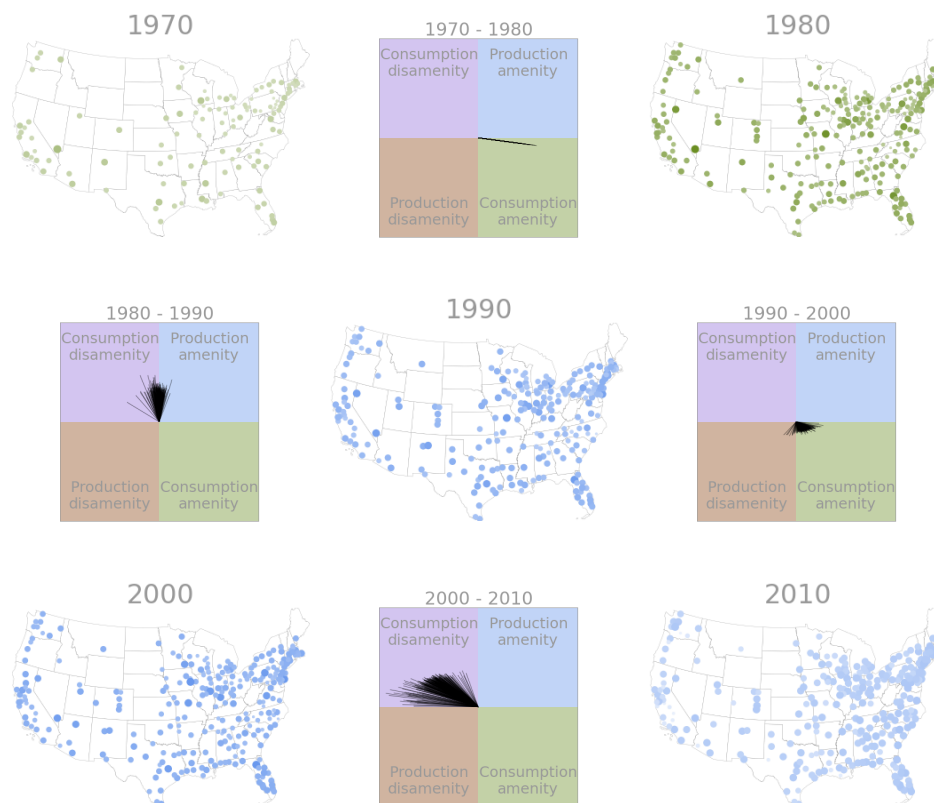 1970
1970 - 1980
Consumption
disamenity
Production
amenity
Production
disamenity
Consumption
amenity
1980
1980 - 1990
Consumption
disamenity
Production
amenity
Production
disamenity
Consumption
amenity
1990
1990 - 2000
Consumption
disamenity
Production
amenity
Production
disamenity
Consumption
amenity
2000
2000 - 2010
Consumption
disamenity
Production
amenity
Production
disamenity
Consumption
amenity
2010